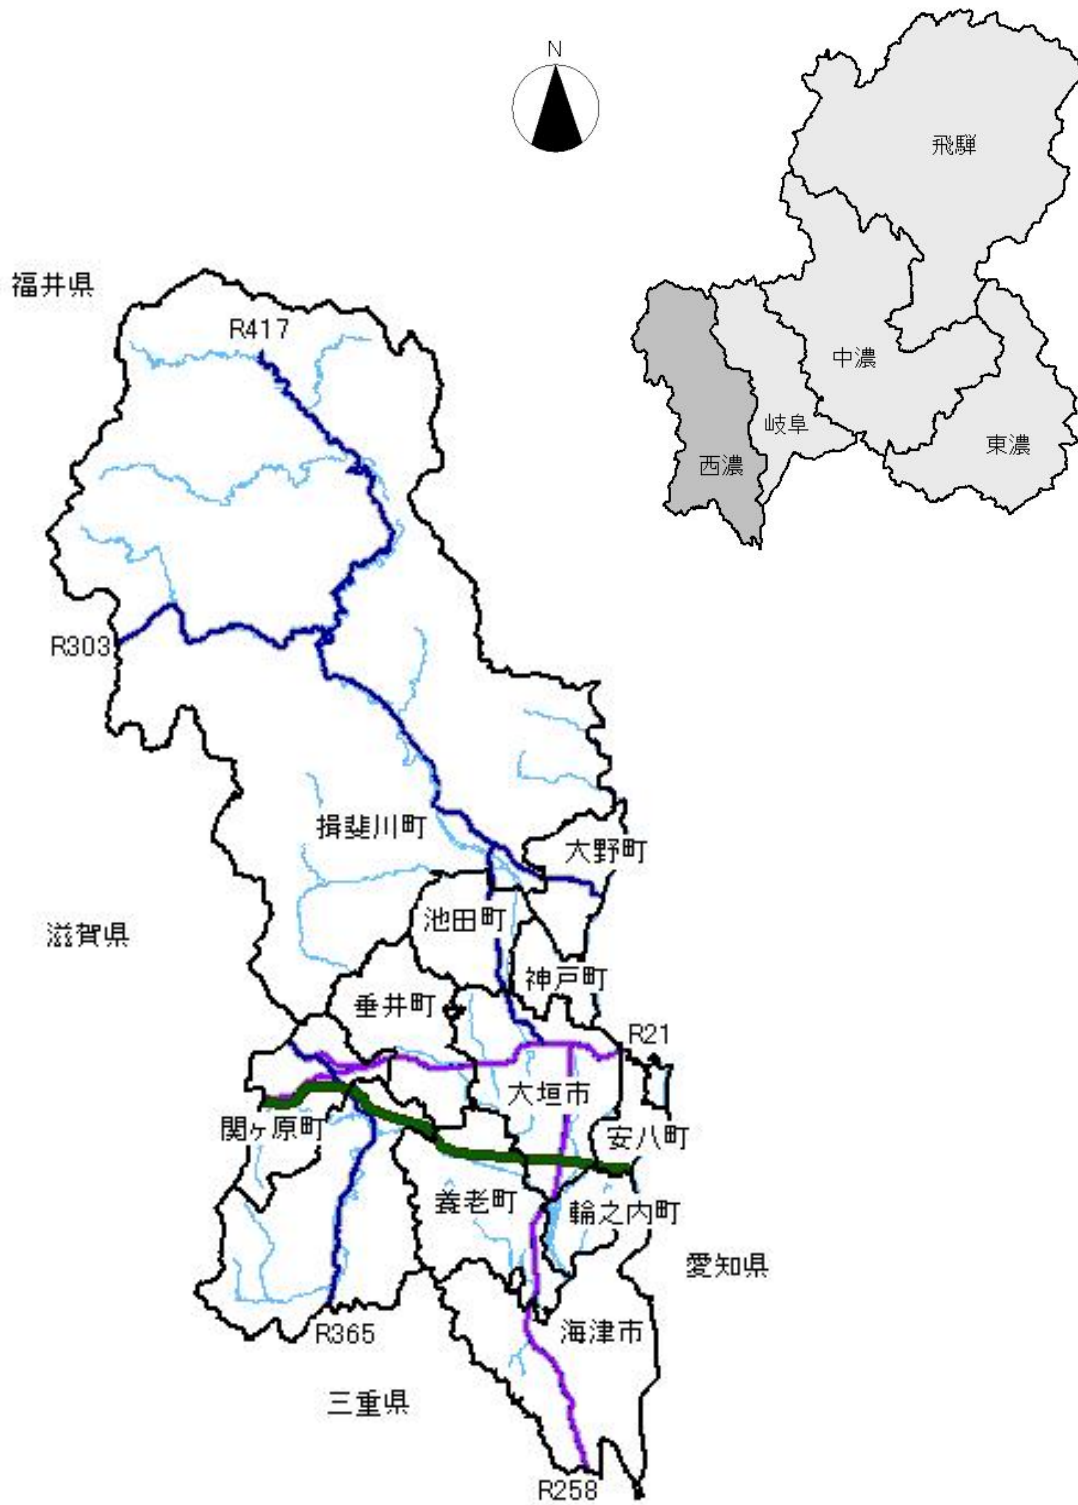 N
飛騨
中濃
岐阜
東濃
西濃
福井県
R417
R303
揖斐川町
大野町
池田町
滋賀県
神戸町
垂井町
R21
大垣市
関ヶ原町
安八町
養老町
輪之内町
愛知県
R365
海津市
三重県
R258